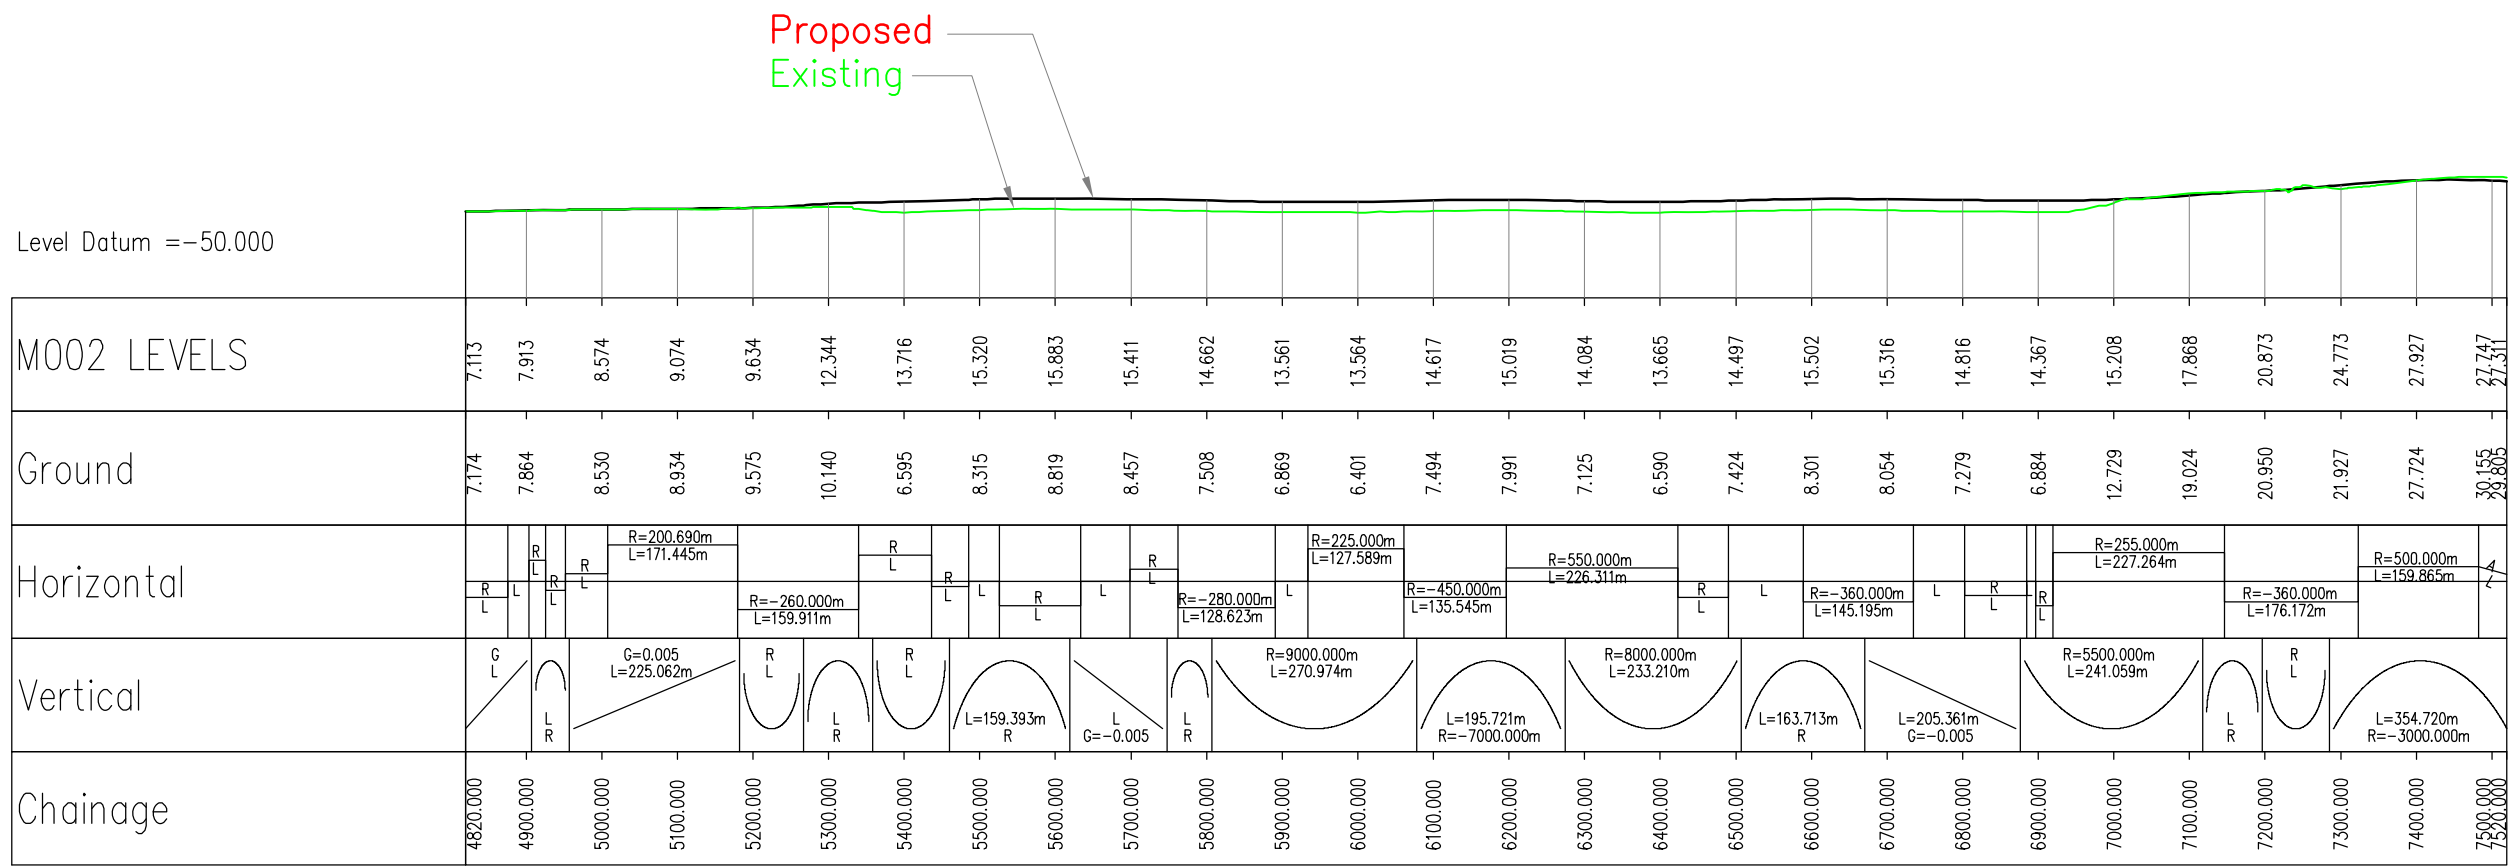 Proposed
Existing
Level Datum =-50.000
M002 LEVELS
7.113 7.913 8.574 9.074 9.634 12.344 13.716 15.320 15.883 15.411 14.662 13.561 13.564 14.617 15.019 14.084 13.665 14.497 15.502 15.316 14.816 14.367 15.208 17.868 20.873 24.773 27.927 27.747 27.311
Ground
7.174 7.864 8.530 8.934 9.575 10.140 6.595 8.315 8.819 8.457 7.508 6.869 6.401 7.494 7.991 7.125 6.590 7.424 8.301 8.054 7.279 6.884 12.729 19.024 20.950 21.927 27.724 30.155 29.805
Horizontal
R
L
L
R
L
R
L
R
L
R=200.690m
L=171.445m
R=-260.000m
L=159.911m
R
L
R
L
L
R
L
L
R
L
R=-280.000m
L=128.623m
L
R=225.000m
L=127.589m
R=-450.000m
L=135.545m
R=550.000m
L=226.311m
R
L
L
R=-360.000m
L=145.195m
L
R
L
R
L
R=255.000m
L=227.264m
R=-360.000m
L=176.172m
R=500.000m
L=159.865m
A
L
Vertical
G
L
L
R
G=0.005
L=225.062m
R
L
L
R
R
L
L=159.393m
R
L
G=-0.005
L
R
R=9000.000m
L=270.974m
L=195.721m
R=-7000.000m
R=8000.000m
L=233.210m
L=163.713m
R
L=205.361m
G=-0.005
R=5500.000m
L=241.059m
L
R
R
L
L=354.720m
R=-3000.000m
Chainage
4820.000 4900.000 5000.000 5100.000 5200.000 5300.000 5400.000 5500.000 5600.000 5700.000 5800.000 5900.000 6000.000 6100.000 6200.000 6300.000 6400.000 6500.000 6600.000 6700.000 6800.000 6900.000 7000.000 7100.000 7200.000 7300.000 7400.000 7500.000 7520.000